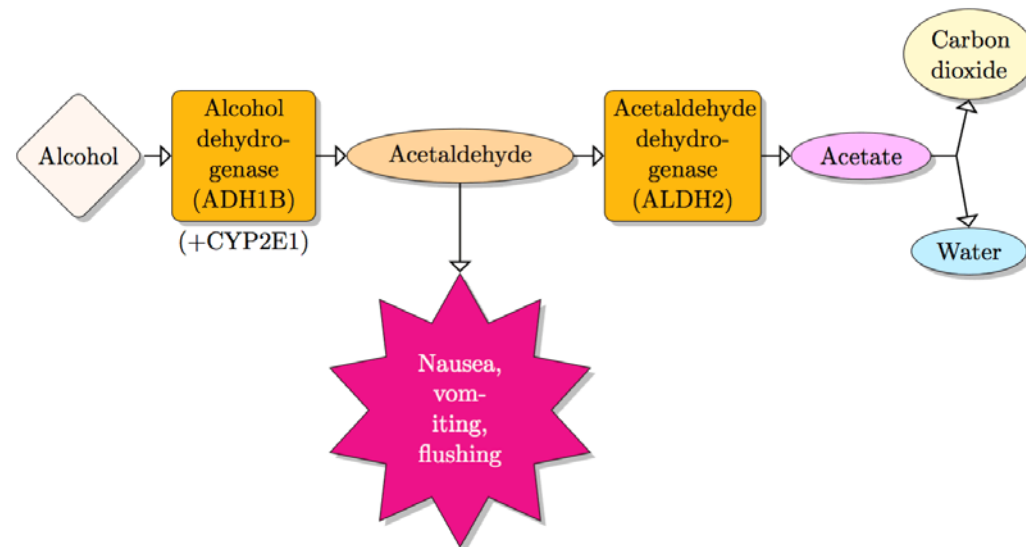 Alcohol
Alcohol
dehydro-
genase
(ADH1B)
(+CYP2E1)
Acetaldehyde
Nausea,
vom-
iting,
flushing
Acetaldehyde
dehydro-
genase
(ALDH2)
Acetate
Carbon
dioxide
Water